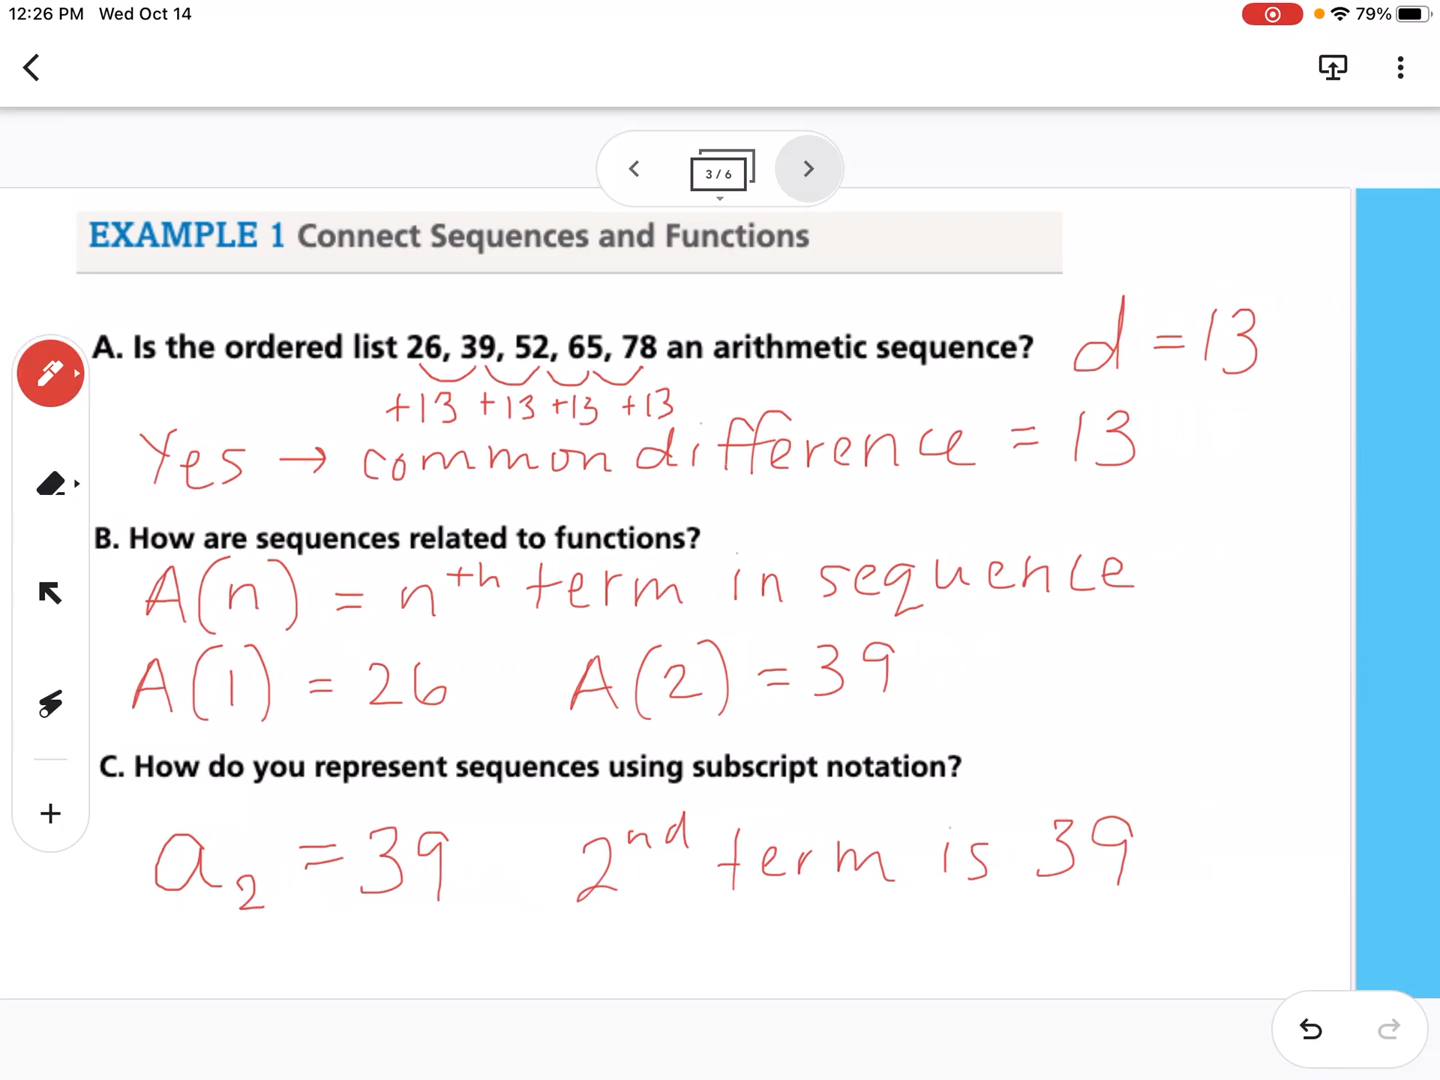 12:26 PM Wed Oct 14 79%
3 / 6
EXAMPLE 1 Connect Sequences and Functions
A. Is the ordered list 26, 39, 52, 65, 78 an arithmetic sequence? d = 13
+13 +13 +13 +13
Yes → common difference = 13
B. How are sequences related to functions?
A(n) = nth term in sequence
A(1) = 26 A(2) = 39
C. How do you represent sequences using subscript notation?
a2 = 39 2nd term is 39